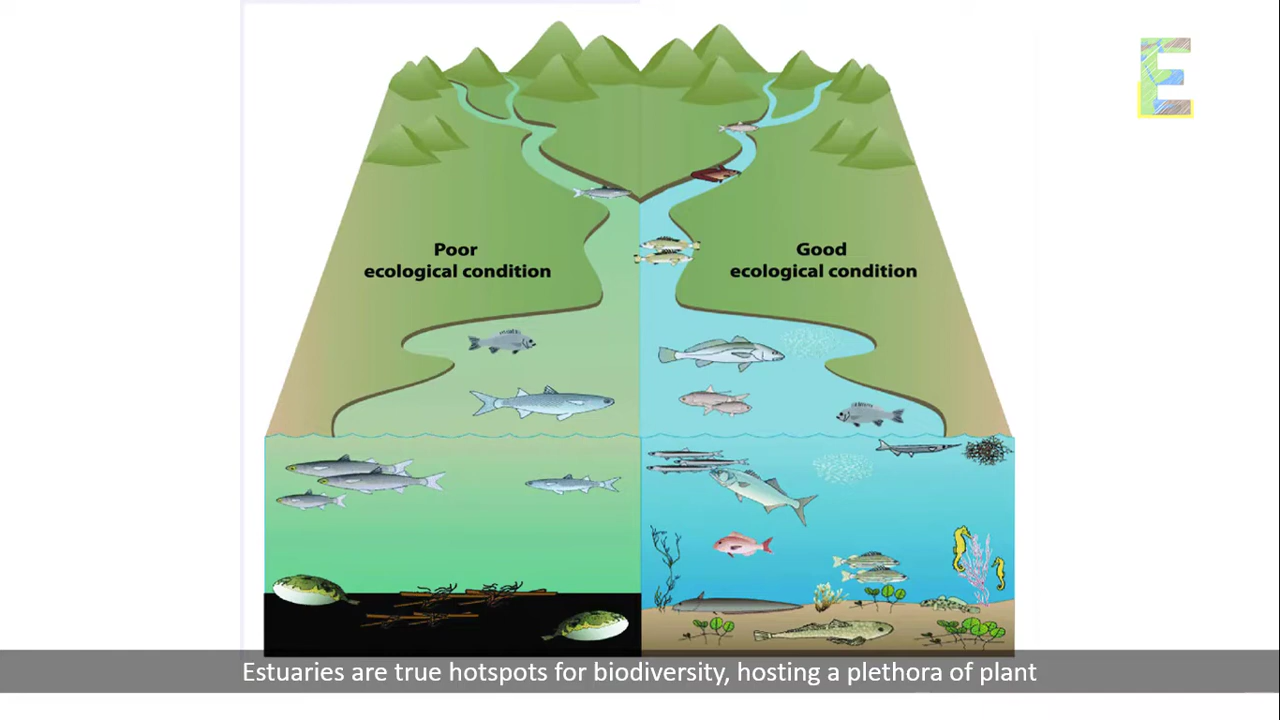 E
Poor
ecological condition
Good
ecological condition
Estuaries are true hotspots for biodiversity, hosting a plethora of plant